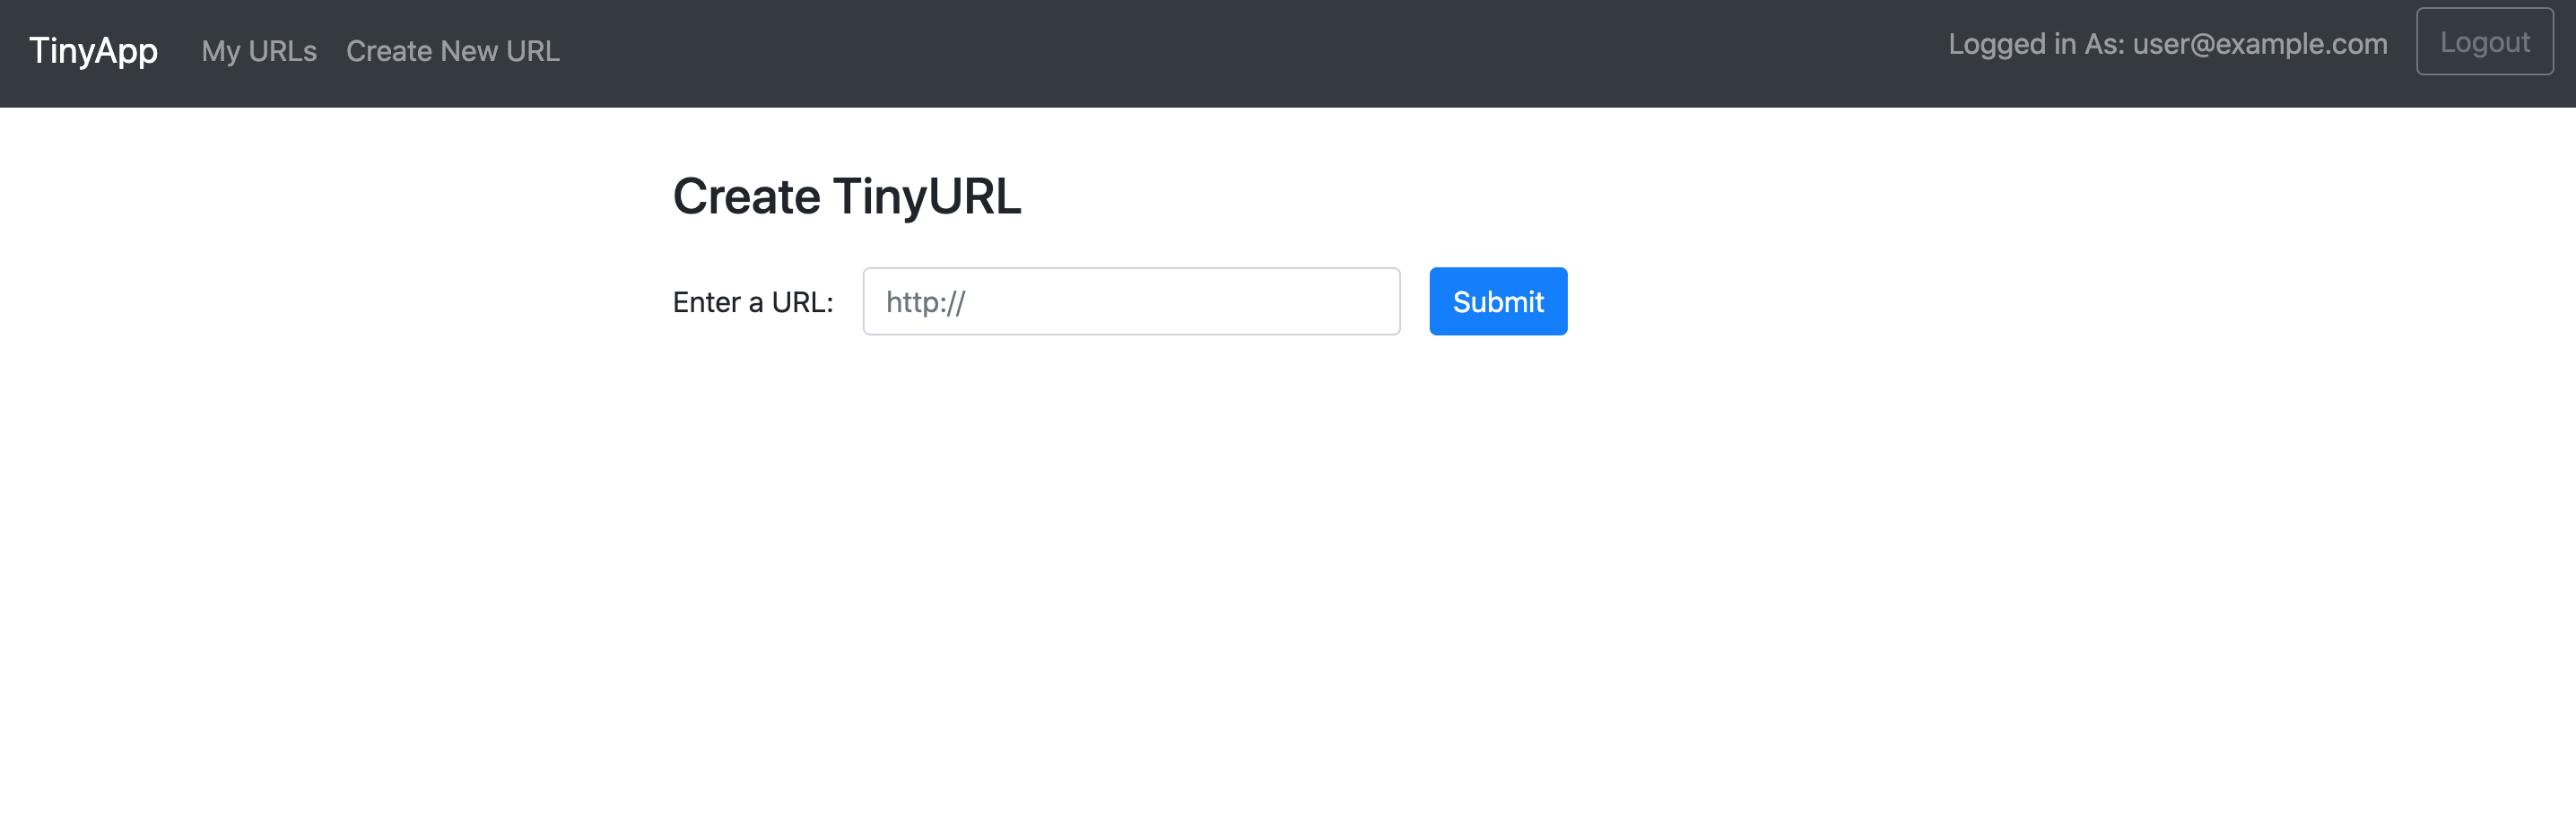 TinyApp My URLs Create New URL Logged in As: user@example.com Logout
Create TinyURL
Enter a URL: http:// Submit